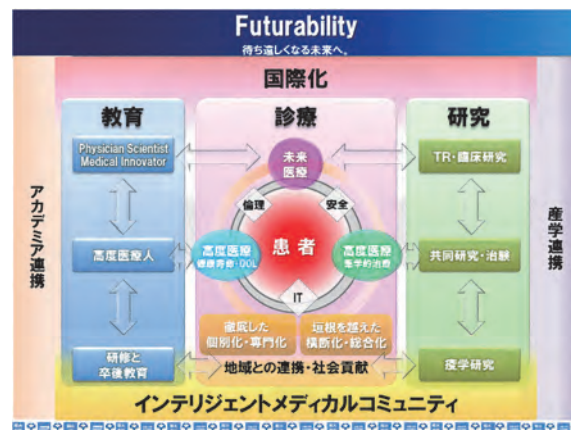 Futurability
待ち遠しくなる未来へ。
国際化
教育
診療
研究
Physician Scientist
Medical Innovator
未来
医療
TR・臨床研究
倫理
安全
アカデミア連携
産学連携
高度医療人
高度医療
健康寿命・QOL
患者
高度医療
集学的治療
共同研究・治験
IT
徹底した
個別化・専門化
垣根を越えた
横断化・総合化
研修と
卒後教育
地域との連携・社会貢献
疫学研究
インテリジェントメディカルコミュニティ